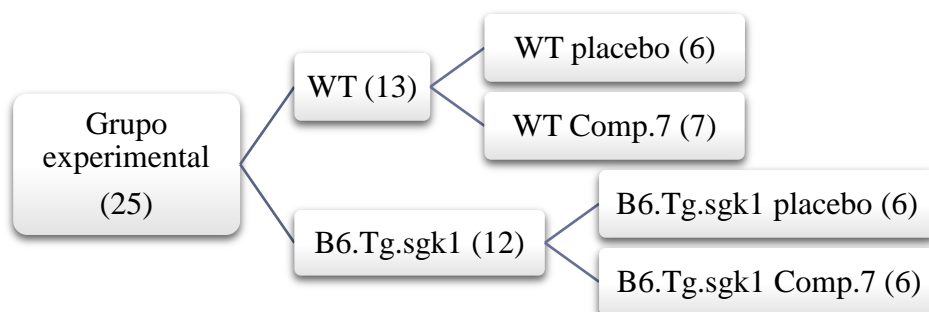 Grupo
experimental
(25)
WT (13)
WT placebo (6)
WT Comp.7 (7)
B6.Tg.sgk1 (12)
B6.Tg.sgk1 placebo (6)
B6.Tg.sgk1 Comp.7 (6)